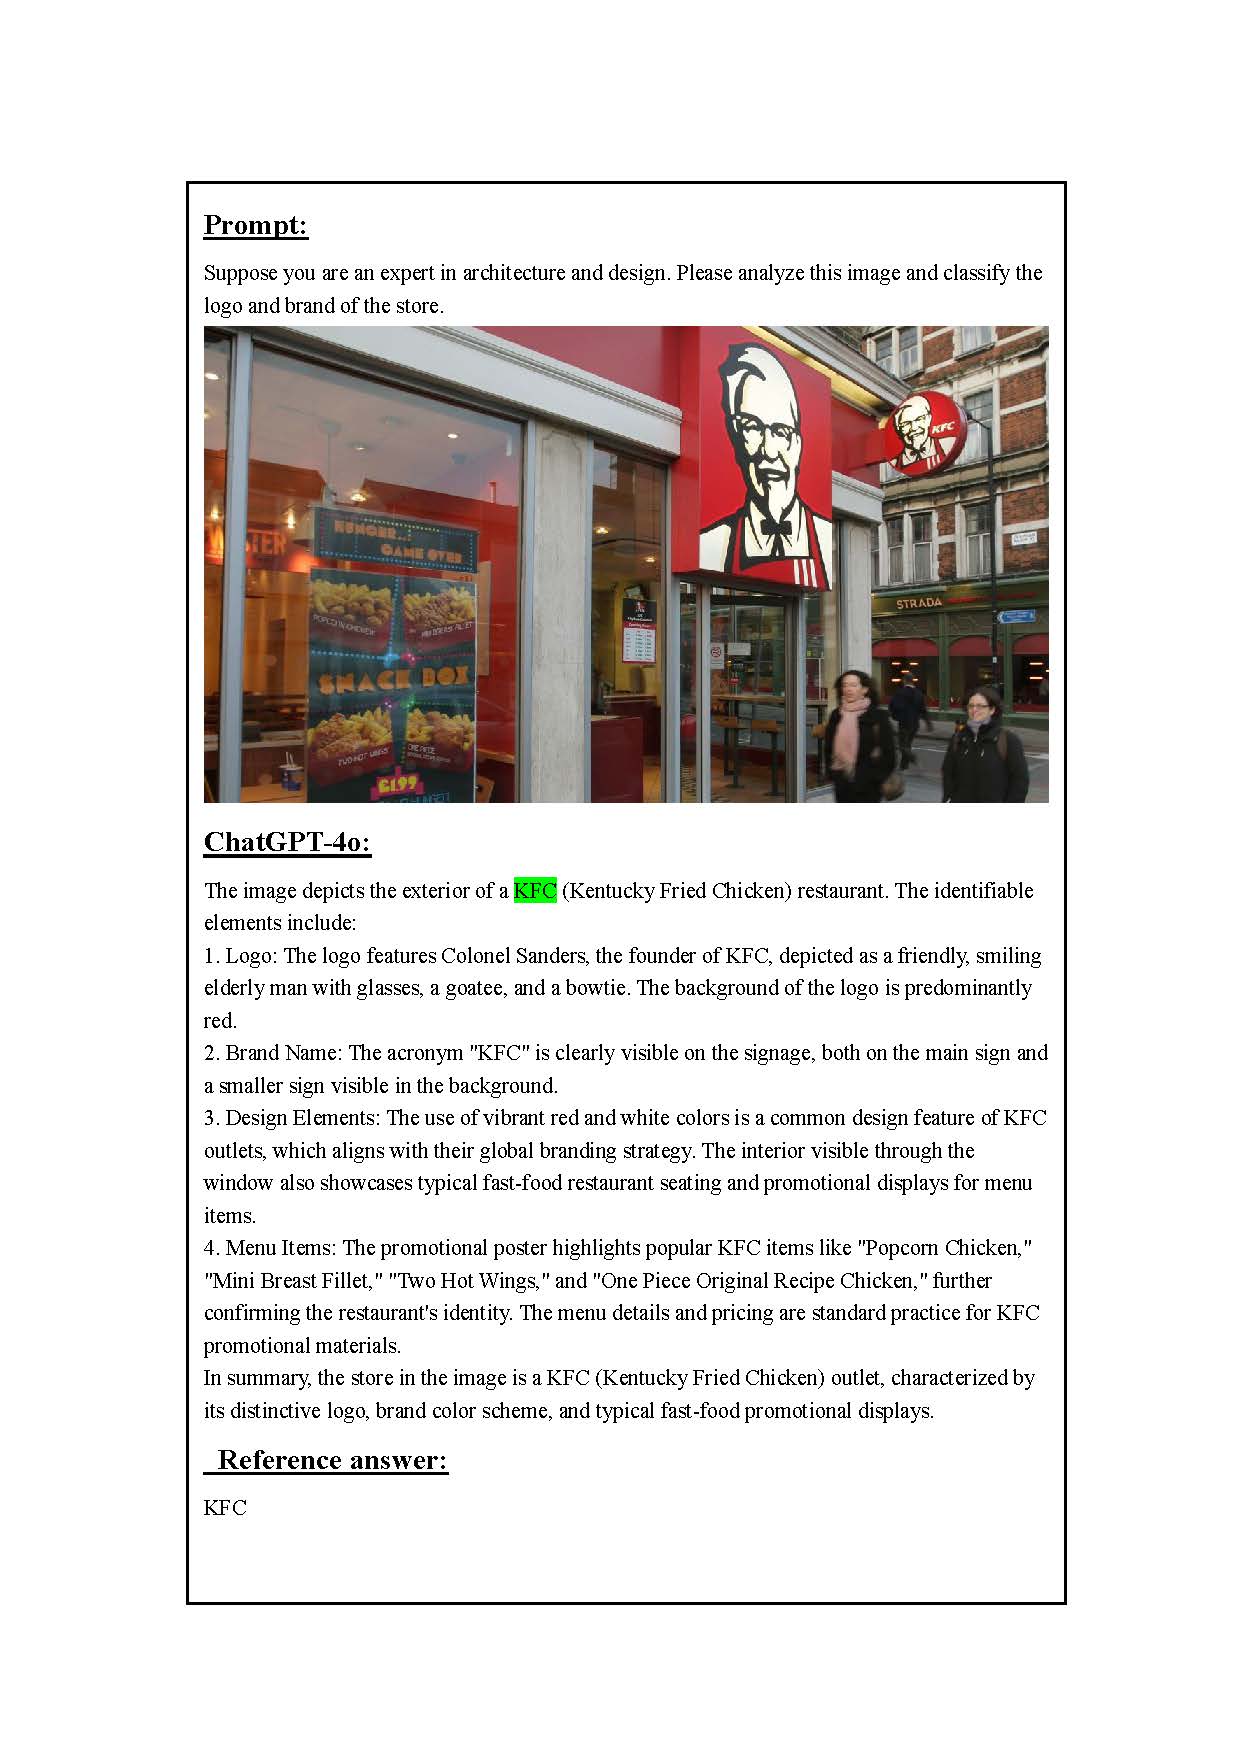 Prompt:
Suppose you are an expert in architecture and design. Please analyze this image and classify the
logo and brand of the store.
KFC
HUNGER...
GAME OVER
POPCORN CHICKEN
MINI BREAST FILLET
SNACK BOX
TWO HOT WINGS
ONE PIECE
£1.99
STRADA
ChatGPT-4o:
The image depicts the exterior of a KFC (Kentucky Fried Chicken) restaurant. The identifiable
elements include:
1. Logo: The logo features Colonel Sanders, the founder of KFC, depicted as a friendly, smiling
elderly man with glasses, a goatee, and a bowtie. The background of the logo is predominantly
red.
2. Brand Name: The acronym "KFC" is clearly visible on the signage, both on the main sign and
a smaller sign visible in the background.
3. Design Elements: The use of vibrant red and white colors is a common design feature of KFC
outlets, which aligns with their global branding strategy. The interior visible through the
window also showcases typical fast-food restaurant seating and promotional displays for menu
items.
4. Menu Items: The promotional poster highlights popular KFC items like "Popcorn Chicken,"
"Mini Breast Fillet," "Two Hot Wings," and "One Piece Original Recipe Chicken," further
confirming the restaurant's identity. The menu details and pricing are standard practice for KFC
promotional materials.
In summary, the store in the image is a KFC (Kentucky Fried Chicken) outlet, characterized by
its distinctive logo, brand color scheme, and typical fast-food promotional displays.
Reference answer:
KFC